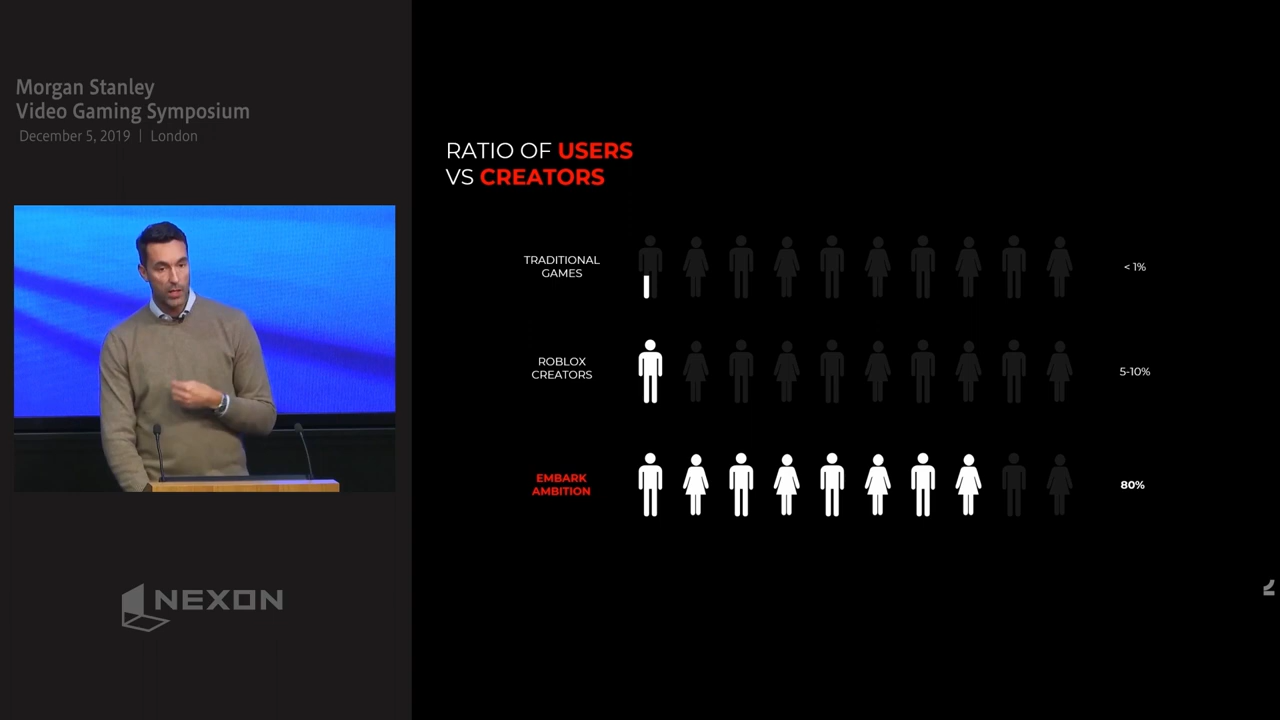 Morgan Stanley
Video Gaming Symposium
December 5, 2019 | London
NEXON
RATIO OF USERS
VS CREATORS
TRADITIONAL
GAMES
< 1%
ROBLOX
CREATORS
5-10%
EMBARK
AMBITION
80%